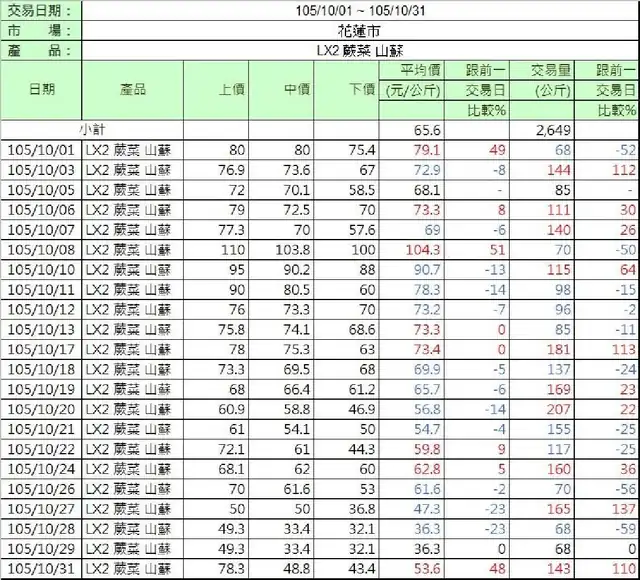 交易日期： 105/10/01 ~ 105/10/31
市　場： 花蓮市
產　品： LX2 蕨菜 山蘇
日期 產品 上價 中價 下價 平均價 (元/公斤) 跟前一 交易日 比較% 交易量 (公斤) 跟前一 交易日 比較%
小計 65.6 2,649
105/10/01 LX2 蕨菜 山蘇 80 80 75.4 79.1 49 68 -52
105/10/03 LX2 蕨菜 山蘇 76.9 73.6 67 72.9 -8 144 112
105/10/05 LX2 蕨菜 山蘇 72 70.1 58.5 68.1 - 85 -
105/10/06 LX2 蕨菜 山蘇 79 72.5 70 73.3 8 111 30
105/10/07 LX2 蕨菜 山蘇 77.3 70 57.6 69 -6 140 26
105/10/08 LX2 蕨菜 山蘇 110 103.8 100 104.3 51 70 -50
105/10/10 LX2 蕨菜 山蘇 95 90.2 88 90.7 -13 115 64
105/10/11 LX2 蕨菜 山蘇 90 80.5 60 78.3 -14 98 -15
105/10/12 LX2 蕨菜 山蘇 76 73.3 70 73.2 -7 96 -2
105/10/13 LX2 蕨菜 山蘇 75.8 74.1 68.6 73.3 0 85 -11
105/10/17 LX2 蕨菜 山蘇 78 75.3 63 73.4 0 181 113
105/10/18 LX2 蕨菜 山蘇 73.3 69.5 68 69.9 -5 137 -24
105/10/19 LX2 蕨菜 山蘇 68 66.4 61.2 65.7 -6 169 23
105/10/20 LX2 蕨菜 山蘇 60.9 58.8 46.9 56.8 -14 207 22
105/10/21 LX2 蕨菜 山蘇 61 54.1 50 54.7 -4 155 -25
105/10/22 LX2 蕨菜 山蘇 72.1 61 44.3 59.8 9 117 -25
105/10/24 LX2 蕨菜 山蘇 68.1 62 60 62.8 5 160 36
105/10/26 LX2 蕨菜 山蘇 70 61.6 53 61.6 -2 70 -56
105/10/27 LX2 蕨菜 山蘇 50 50 36.8 47.3 -23 165 137
105/10/28 LX2 蕨菜 山蘇 49.3 33.4 32.1 36.3 -23 68 -59
105/10/29 LX2 蕨菜 山蘇 49.3 33.4 32.1 36.3 0 68 0
105/10/31 LX2 蕨菜 山蘇 78.3 48.8 43.4 53.6 48 143 110